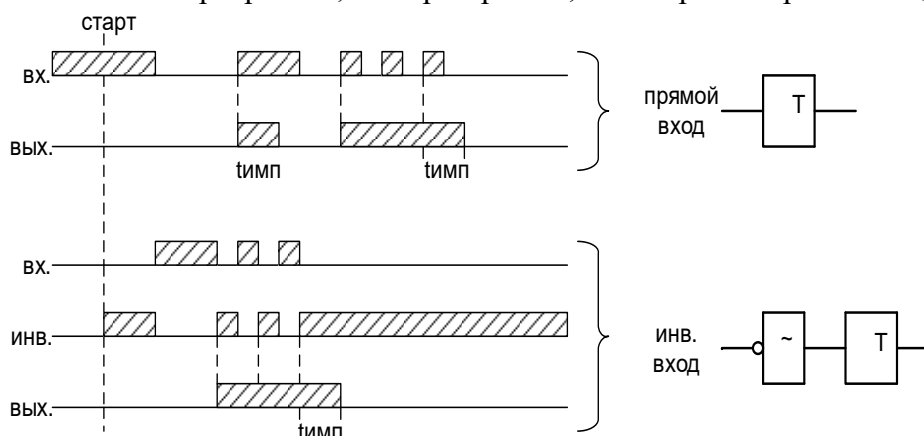 старт
вх.
вых.
tимп
tимп
прямой
вход
T
вх.
инв.
вых.
tимп
инв.
вход
~
T